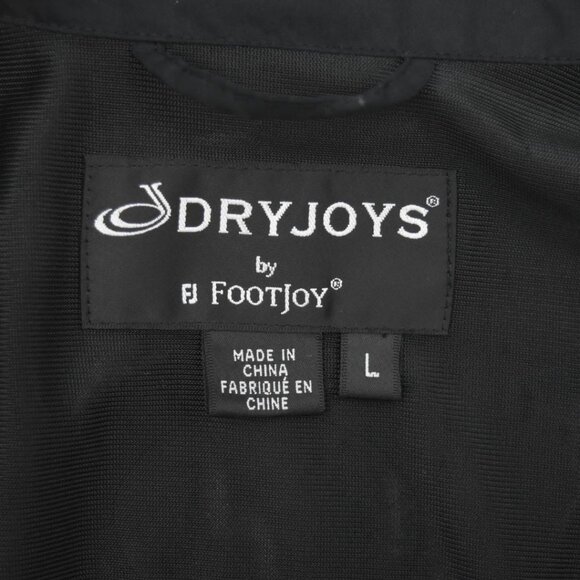 DRYJOYS®
by
FJ FOOTJOY®
MADE IN
CHINA
FABRIQUÉ EN
CHINE
L